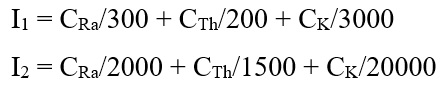 I₁ = C_Ra/300 + C_Th/200 + C_K/3000
I₂ = C_Ra/2000 + C_Th/1500 + C_K/20000